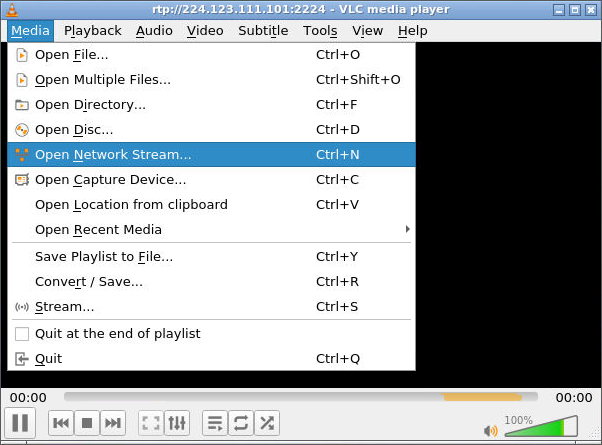 rtp://224.123.111.101:2224 - VLC media player
Media Playback Audio Video Subtitle Tools View Help
Open File... Ctrl+O
Open Multiple Files... Ctrl+Shift+O
Open Directory... Ctrl+F
Open Disc... Ctrl+D
Open Network Stream... Ctrl+N
Open Capture Device... Ctrl+C
Open Location from clipboard Ctrl+V
Open Recent Media
Save Playlist to File... Ctrl+Y
Convert / Save... Ctrl+R
Stream... Ctrl+S
Quit at the end of playlist
Quit Ctrl+Q
00:00 00:00
100%